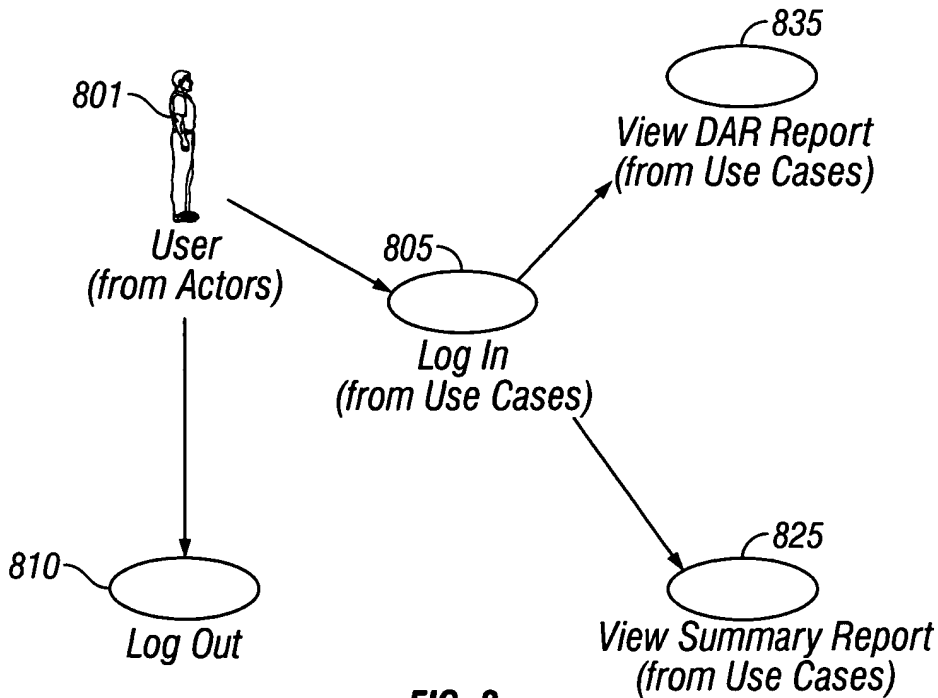 835
801
View DAR Report
(from Use Cases)
User
(from Actors)
805
Log In
(from Use Cases)
825
810
Log Out
View Summary Report
(from Use Cases)